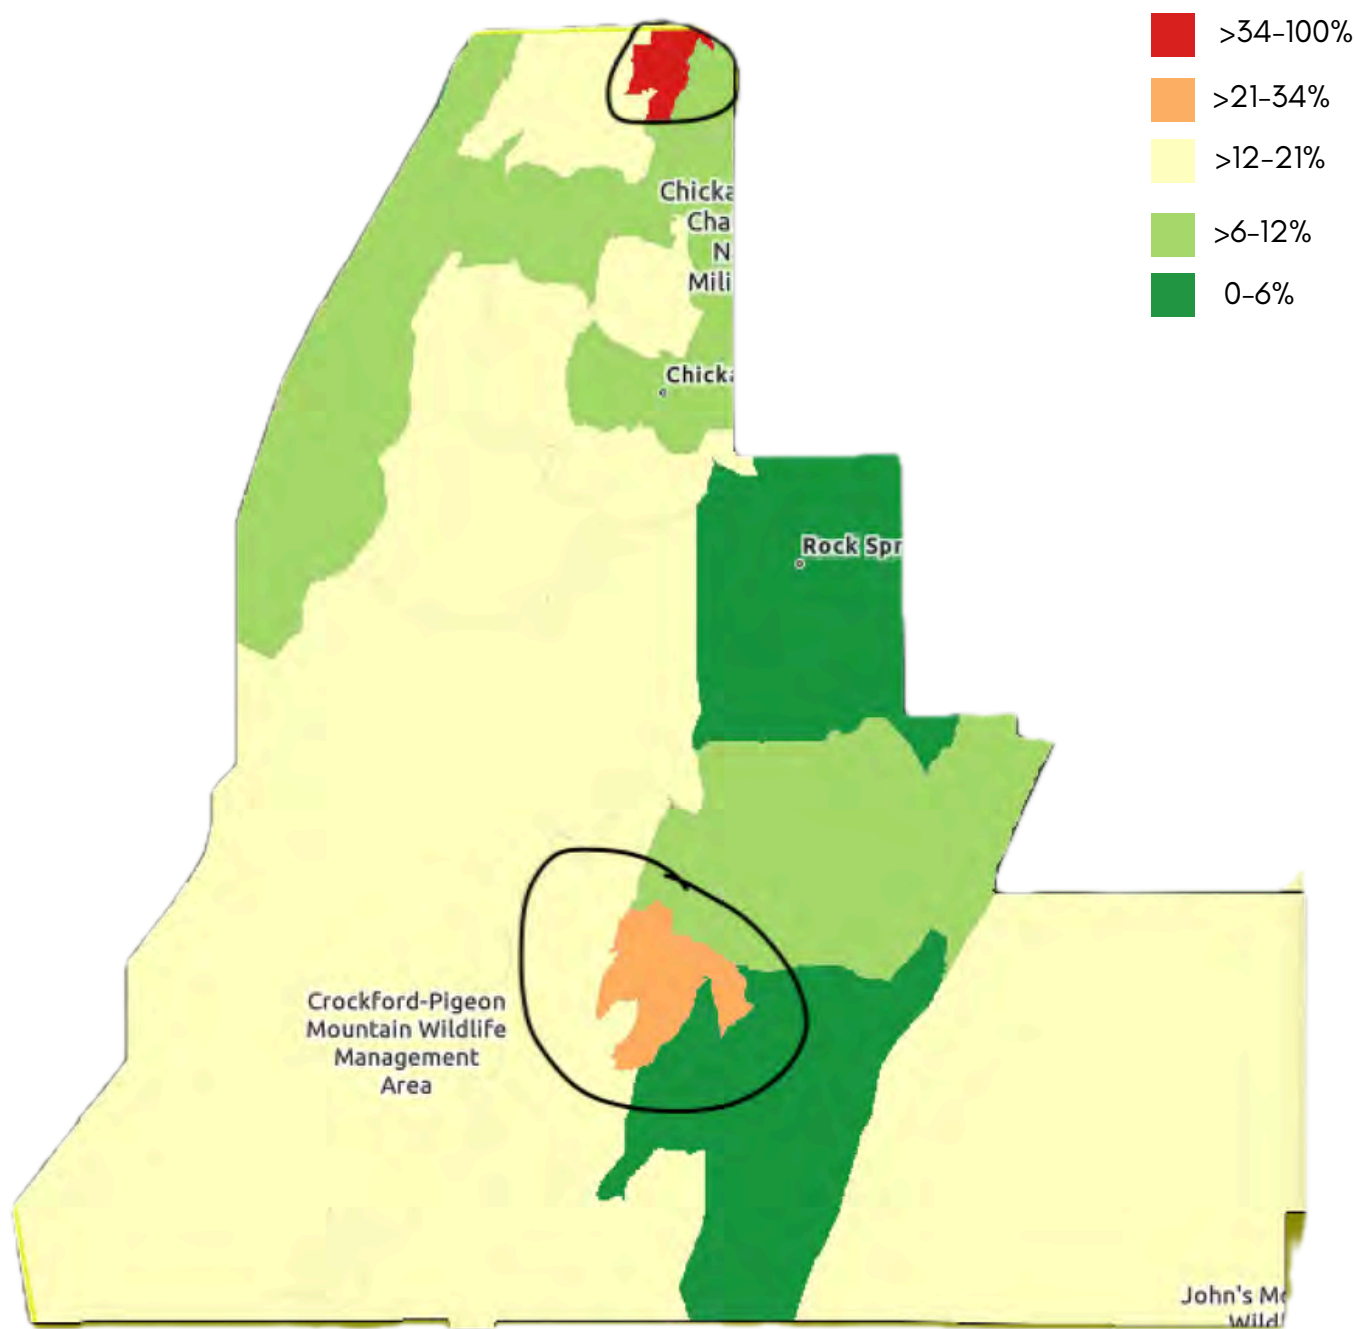 >34-100%
>21-34%
>12-21%
>6-12%
0-6%
Chicka
Cha
N
Mili
Chicka
Rock Spr
Crockford-Pigeon
Mountain Wildlife
Management
Area
John's Mo
Wildl